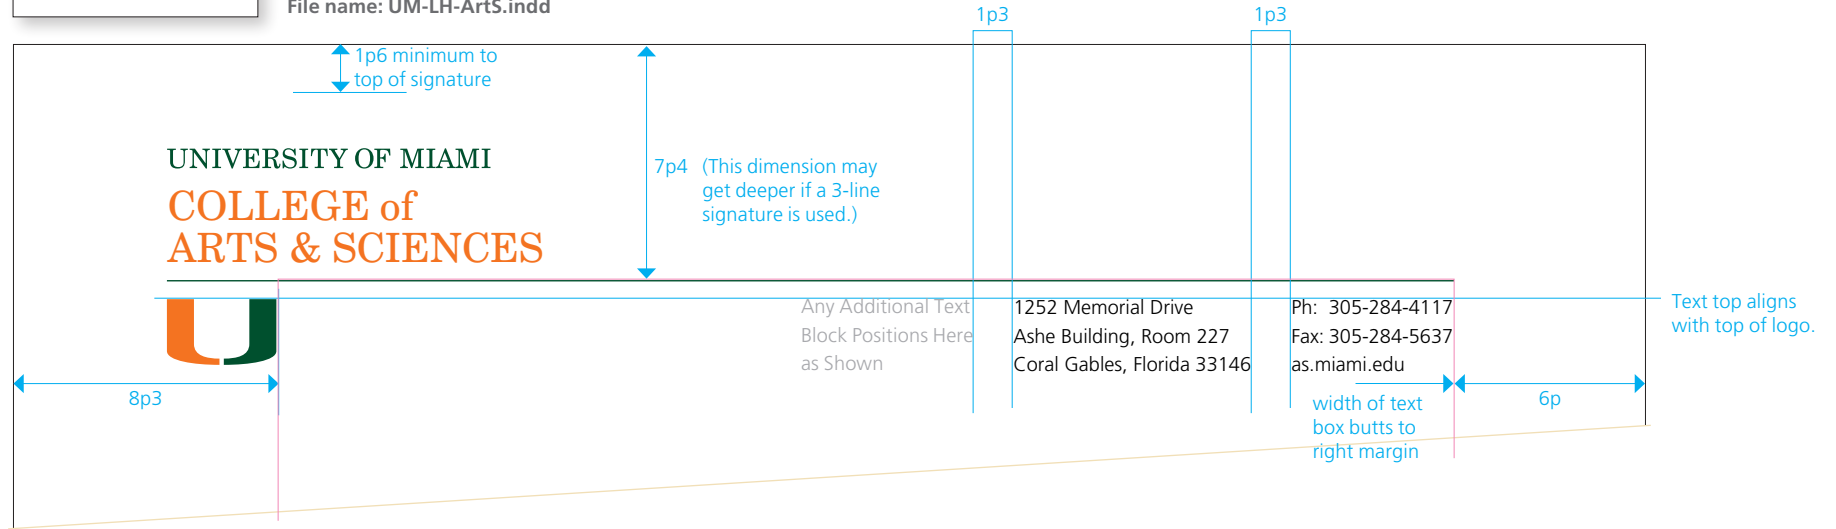 File name: UM-LH-ArtS.indd
1p3
1p3
1p6 minimum to
top of signature
UNIVERSITY OF MIAMI
COLLEGE of
ARTS & SCIENCES
7p4
(This dimension may
get deeper if a 3-line
signature is used.)
U
Any Additional Text
Block Positions Here
as Shown
1252 Memorial Drive
Ashe Building, Room 227
Coral Gables, Florida 33146
Ph: 305-284-4117
Fax: 305-284-5637
as.miami.edu
Text top aligns
with top of logo.
8p3
width of text
box butts to
right margin
6p